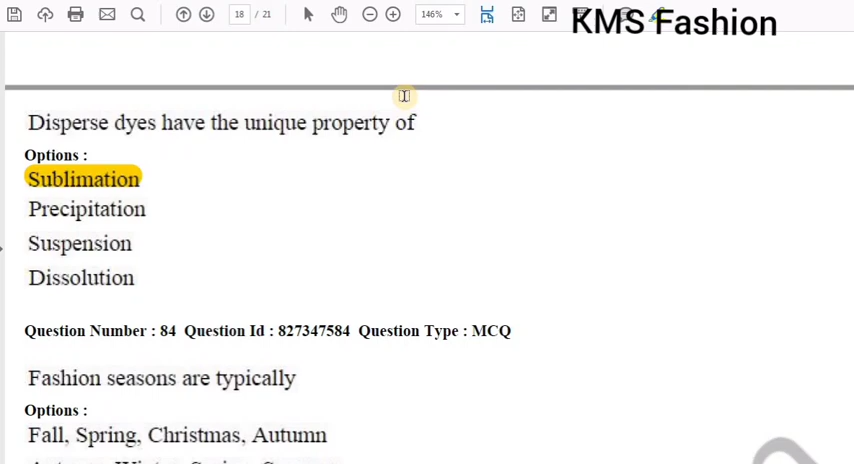 18 / 21
146%
KMS Fashion
Disperse dyes have the unique property of
Options :
Sublimation
Precipitation
Suspension
Dissolution
Question Number : 84 Question Id : 827347584 Question Type : MCQ
Fashion seasons are typically
Options :
Fall, Spring, Christmas, Autumn